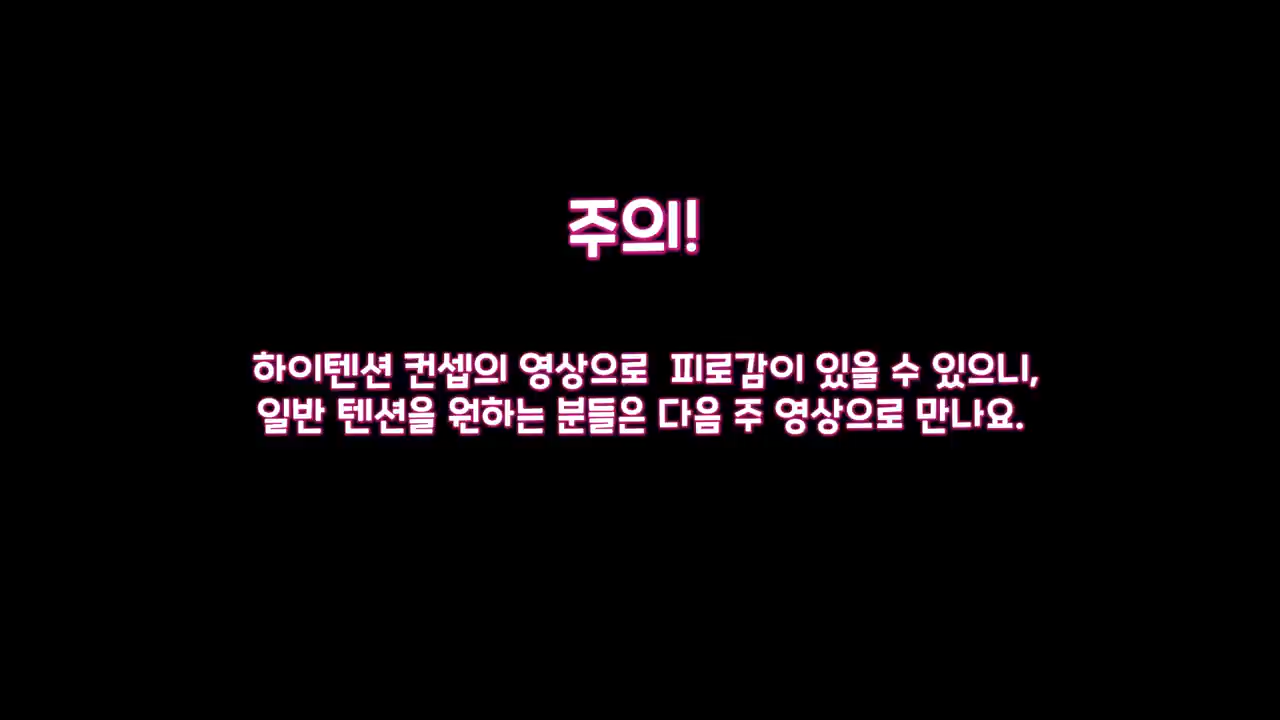 주의!
하이텐션 컨셉의 영상으로 피로감이 있을 수 있으니,
일반 텐션을 원하는 분들은 다음 주 영상으로 만나요.